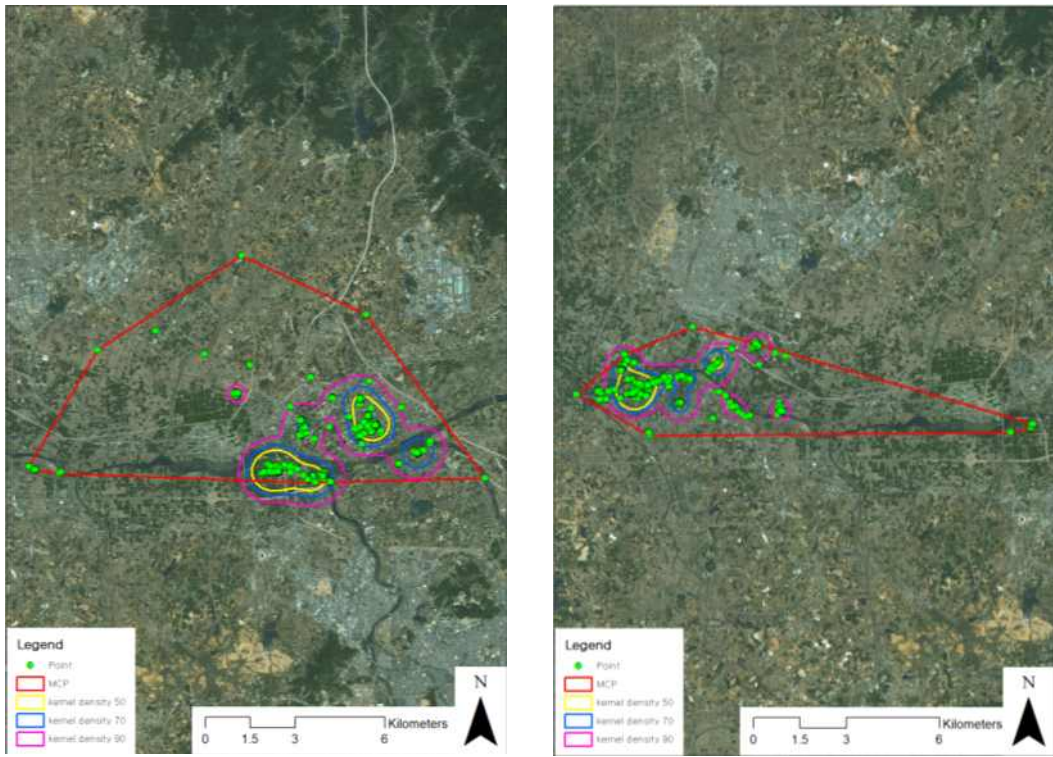 Legend
Point
MCP
kernel density 50
kernel density 70
kernel density 90
0 1.5 3 6
Kilometers
N
Legend
Point
MCP
kernel density 50
kernel density 70
kernel density 90
0 1.5 3 6
Kilometers
N